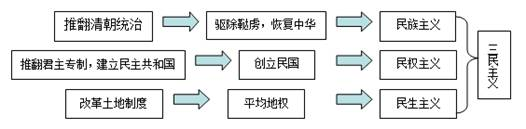 推翻清朝统治
驱除鞑虏，恢复中华
民族主义
推翻君主专制，建立民主共和国
创立民国
民权主义
改革土地制度
平均地权
民生主义
三民主义